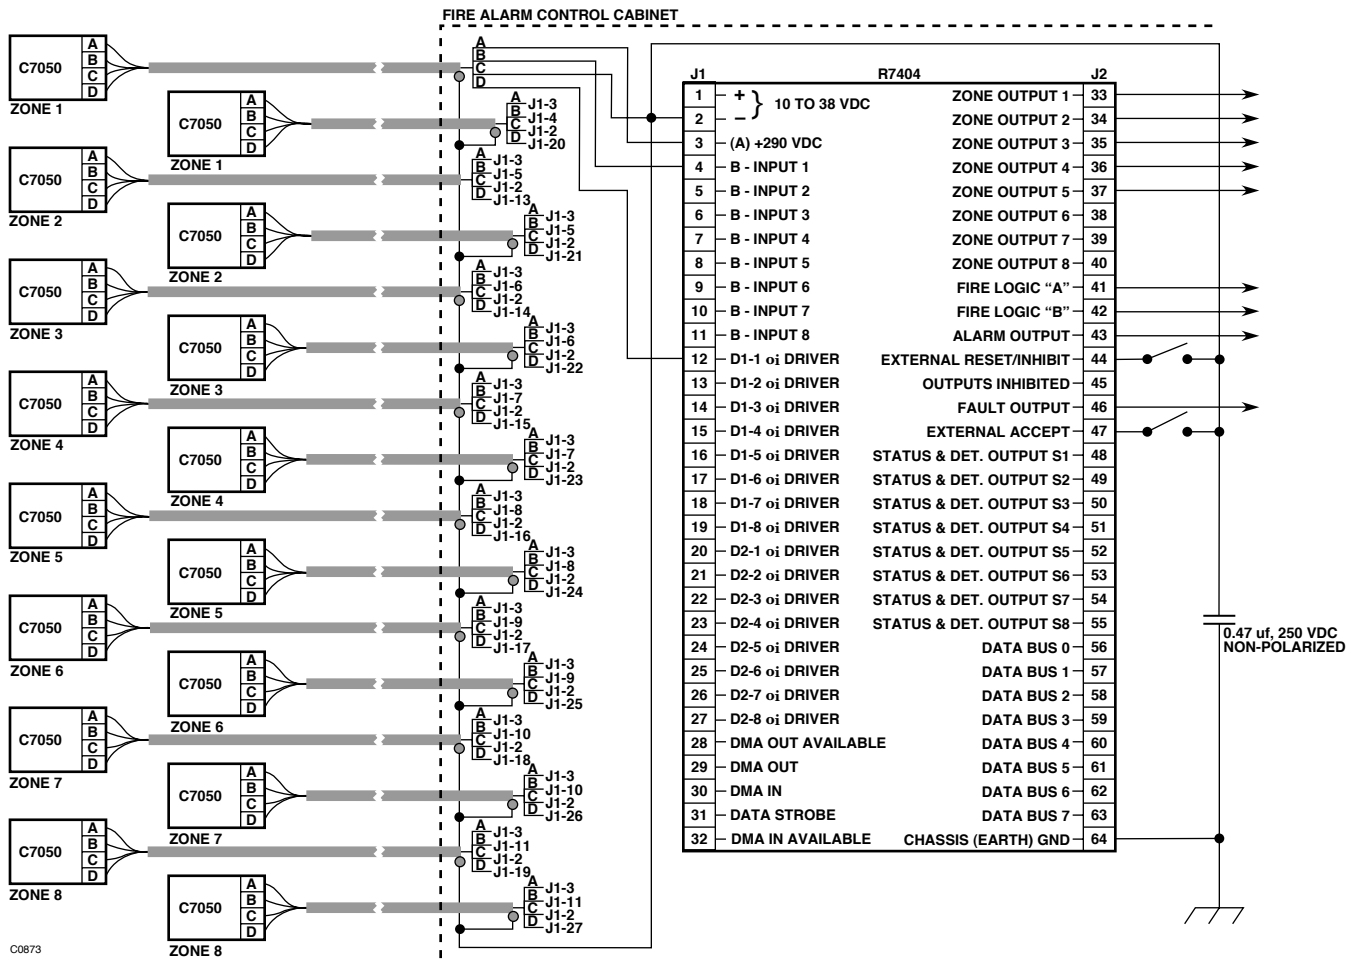 FIRE ALARM CONTROL CABINET
C7050
A
B
C
D
ZONE 1
A
B
C
D
C7050
A
B
C
D
ZONE 1
A J1-3
B J1-4
C J1-2
D J1-20
C7050
A
B
C
D
ZONE 2
A J1-3
B J1-5
C J1-2
D J1-13
C7050
A
B
C
D
ZONE 2
A J1-3
B J1-5
C J1-2
D J1-21
C7050
A
B
C
D
ZONE 3
A J1-3
B J1-6
C J1-2
D J1-14
C7050
A
B
C
D
ZONE 3
A J1-3
B J1-6
C J1-2
D J1-22
C7050
A
B
C
D
ZONE 4
A J1-3
B J1-7
C J1-2
D J1-15
C7050
A
B
C
D
ZONE 4
A J1-3
B J1-7
C J1-2
D J1-23
C7050
A
B
C
D
ZONE 5
A J1-3
B J1-8
C J1-2
D J1-16
C7050
A
B
C
D
ZONE 5
A J1-3
B J1-8
C J1-2
D J1-24
C7050
A
B
C
D
ZONE 6
A J1-3
B J1-9
C J1-2
D J1-17
C7050
A
B
C
D
ZONE 6
A J1-3
B J1-9
C J1-2
D J1-25
C7050
A
B
C
D
ZONE 7
A J1-3
B J1-10
C J1-2
D J1-18
C7050
A
B
C
D
ZONE 7
A J1-3
B J1-10
C J1-2
D J1-26
C7050
A
B
C
D
ZONE 8
A J1-3
B J1-11
C J1-2
D J1-19
C7050
A
B
C
D
ZONE 8
A J1-3
B J1-11
C J1-2
D J1-27
J1 R7404 J2
1 + } 10 TO 38 VDC
2 –
3 (A) +290 VDC
4 B - INPUT 1
5 B - INPUT 2
6 B - INPUT 3
7 B - INPUT 4
8 B - INPUT 5
9 B - INPUT 6
10 B - INPUT 7
11 B - INPUT 8
12 D1-1 oi DRIVER
13 D1-2 oi DRIVER
14 D1-3 oi DRIVER
15 D1-4 oi DRIVER
16 D1-5 oi DRIVER
17 D1-6 oi DRIVER
18 D1-7 oi DRIVER
19 D1-8 oi DRIVER
20 D2-1 oi DRIVER
21 D2-2 oi DRIVER
22 D2-3 oi DRIVER
23 D2-4 oi DRIVER
24 D2-5 oi DRIVER
25 D2-6 oi DRIVER
26 D2-7 oi DRIVER
27 D2-8 oi DRIVER
28 DMA OUT AVAILABLE
29 DMA OUT
30 DMA IN
31 DATA STROBE
32 DMA IN AVAILABLE
ZONE OUTPUT 1 33
ZONE OUTPUT 2 34
ZONE OUTPUT 3 35
ZONE OUTPUT 4 36
ZONE OUTPUT 5 37
ZONE OUTPUT 6 38
ZONE OUTPUT 7 39
ZONE OUTPUT 8 40
FIRE LOGIC “A” 41
FIRE LOGIC “B” 42
ALARM OUTPUT 43
EXTERNAL RESET/INHIBIT 44
OUTPUTS INHIBITED 45
FAULT OUTPUT 46
EXTERNAL ACCEPT 47
STATUS & DET. OUTPUT S1 48
STATUS & DET. OUTPUT S2 49
STATUS & DET. OUTPUT S3 50
STATUS & DET. OUTPUT S4 51
STATUS & DET. OUTPUT S5 52
STATUS & DET. OUTPUT S6 53
STATUS & DET. OUTPUT S7 54
STATUS & DET. OUTPUT S8 55
DATA BUS 0 56
DATA BUS 1 57
DATA BUS 2 58
DATA BUS 3 59
DATA BUS 4 60
DATA BUS 5 61
DATA BUS 6 62
DATA BUS 7 63
CHASSIS (EARTH) GND 64
0.47 uf, 250 VDC
NON-POLARIZED
C0873